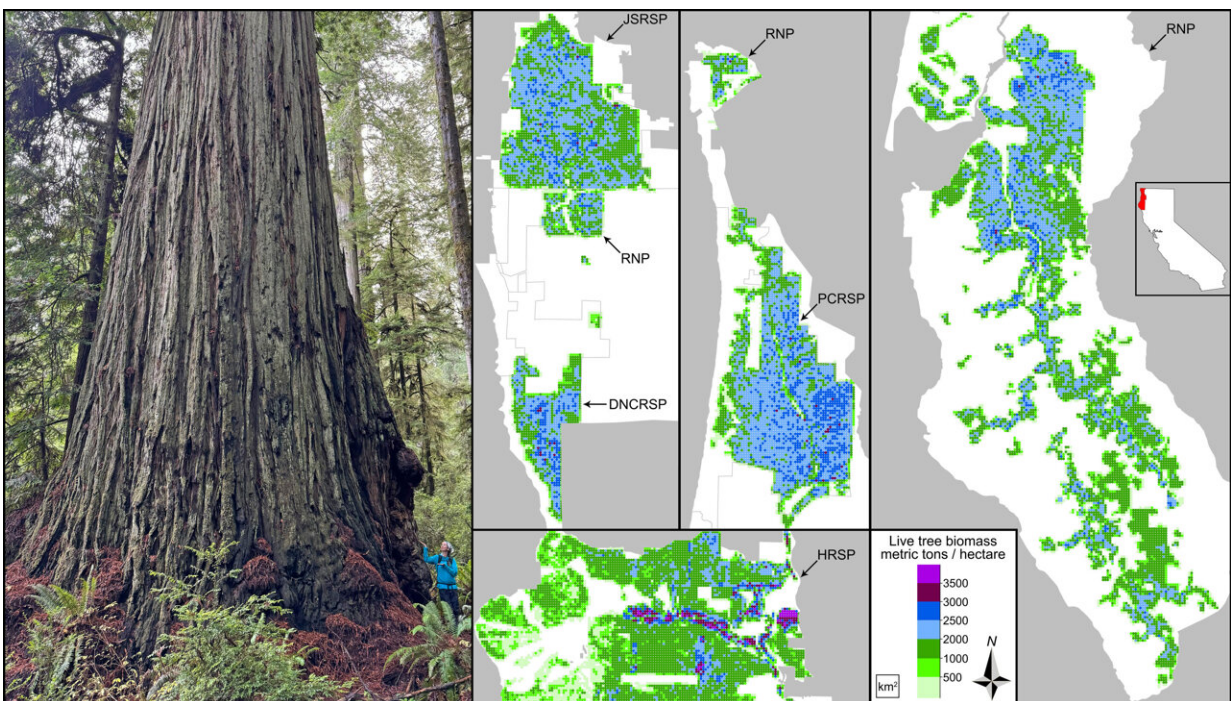 JSRSP
RNP
DNCRSP
RNP
PCRSP
RNP
HRSP
Live tree biomass
metric tons / hectare
3500
3000
2500
2000
1000
500
km²
N